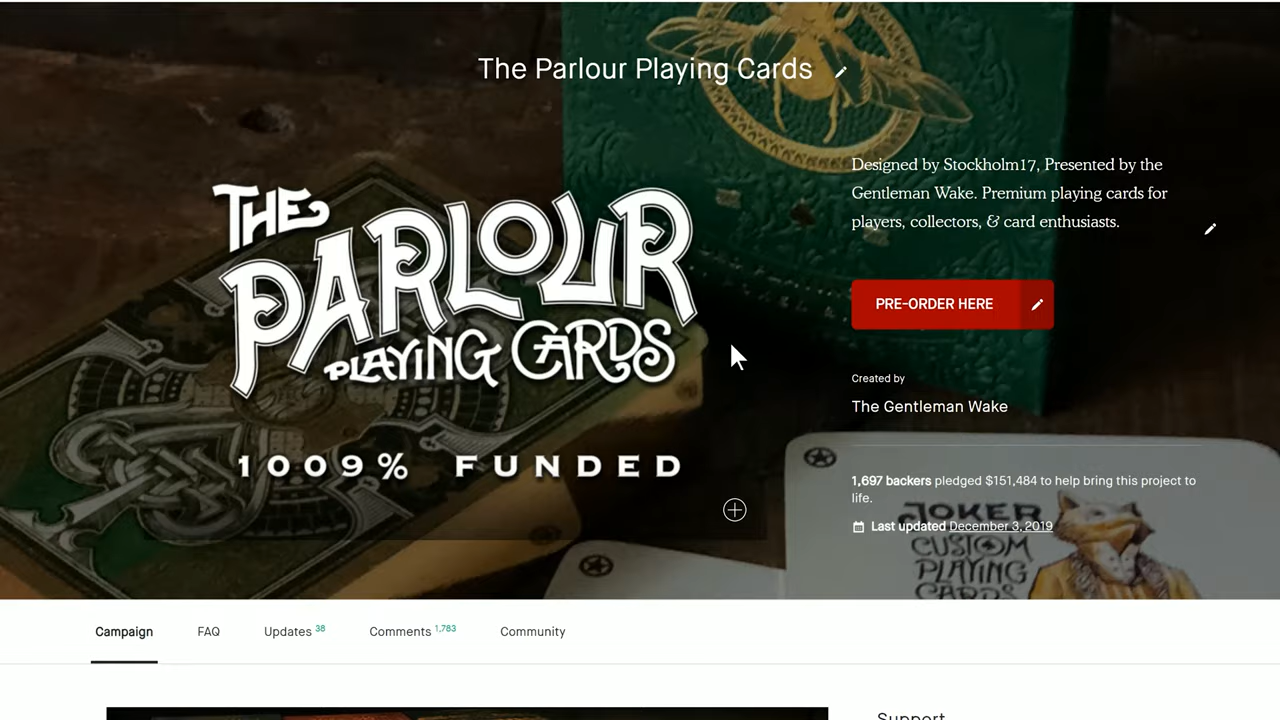 The Parlour Playing Cards
THE
PARLOUR
PLAYING CARDS
1009% FUNDED
Designed by Stockholm17, Presented by the
Gentleman Wake. Premium playing cards for
players, collectors, & card enthusiasts.
PRE-ORDER HERE
Created by
The Gentleman Wake
1,697 backers pledged $151,484 to help bring this project to
life.
Last updated December 3, 2019
JOKER
CUSTOM
PLAYING
CARDS
Campaign
FAQ
Updates 38
Comments 1,783
Community
Support